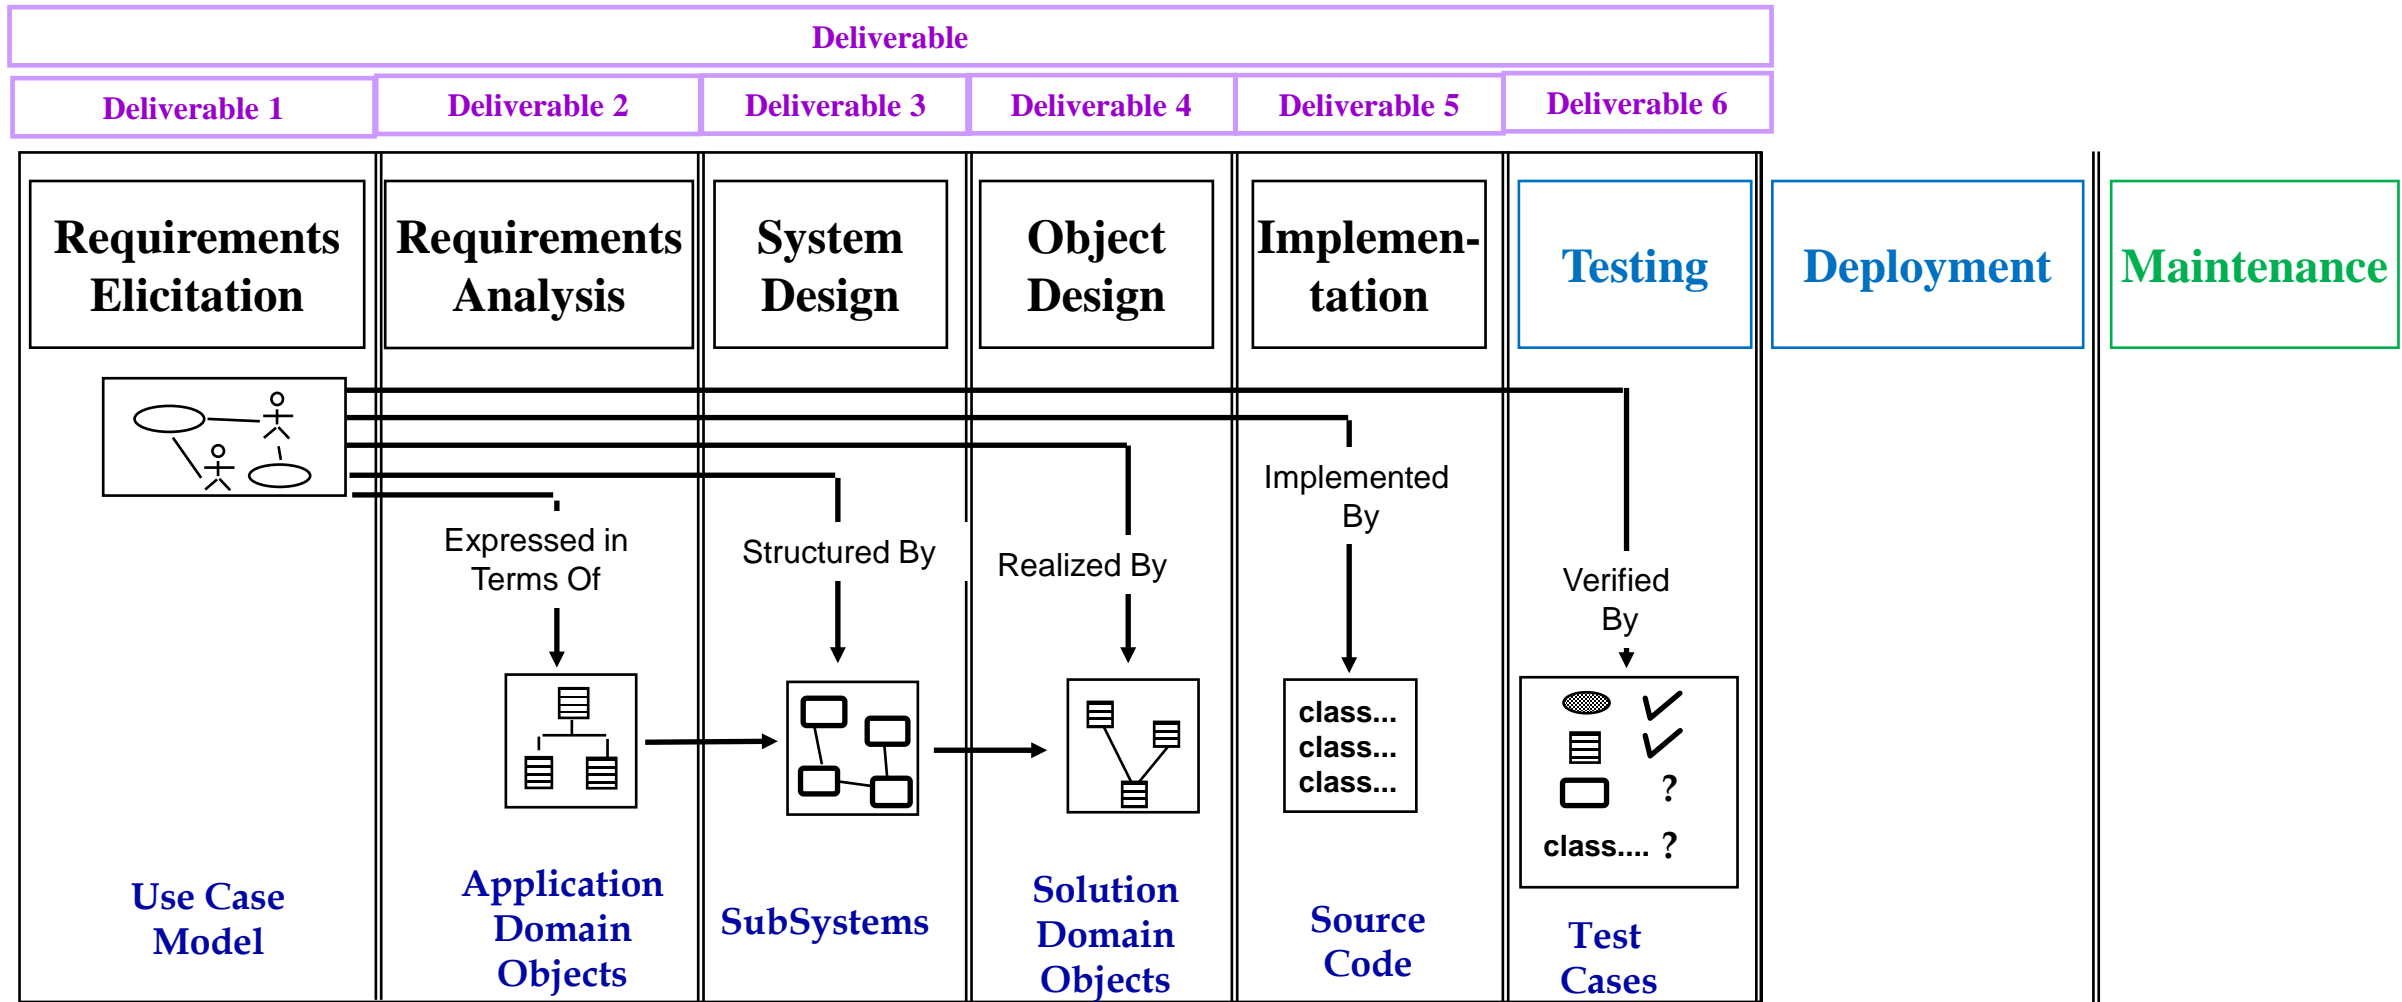 Deliverable
Deliverable 1
Deliverable 2
Deliverable 3
Deliverable 4
Deliverable 5
Deliverable 6
Requirements
Elicitation
Requirements
Analysis
System
Design
Object
Design
Implemen-
tation
Testing
Deployment
Maintenance
Expressed in
Terms Of
Structured By
Realized By
Implemented
By
Verified
By
class...
class...
class...
?
class.... ?
Use Case
Model
Application
Domain
Objects
SubSystems
Solution
Domain
Objects
Source
Code
Test
Cases